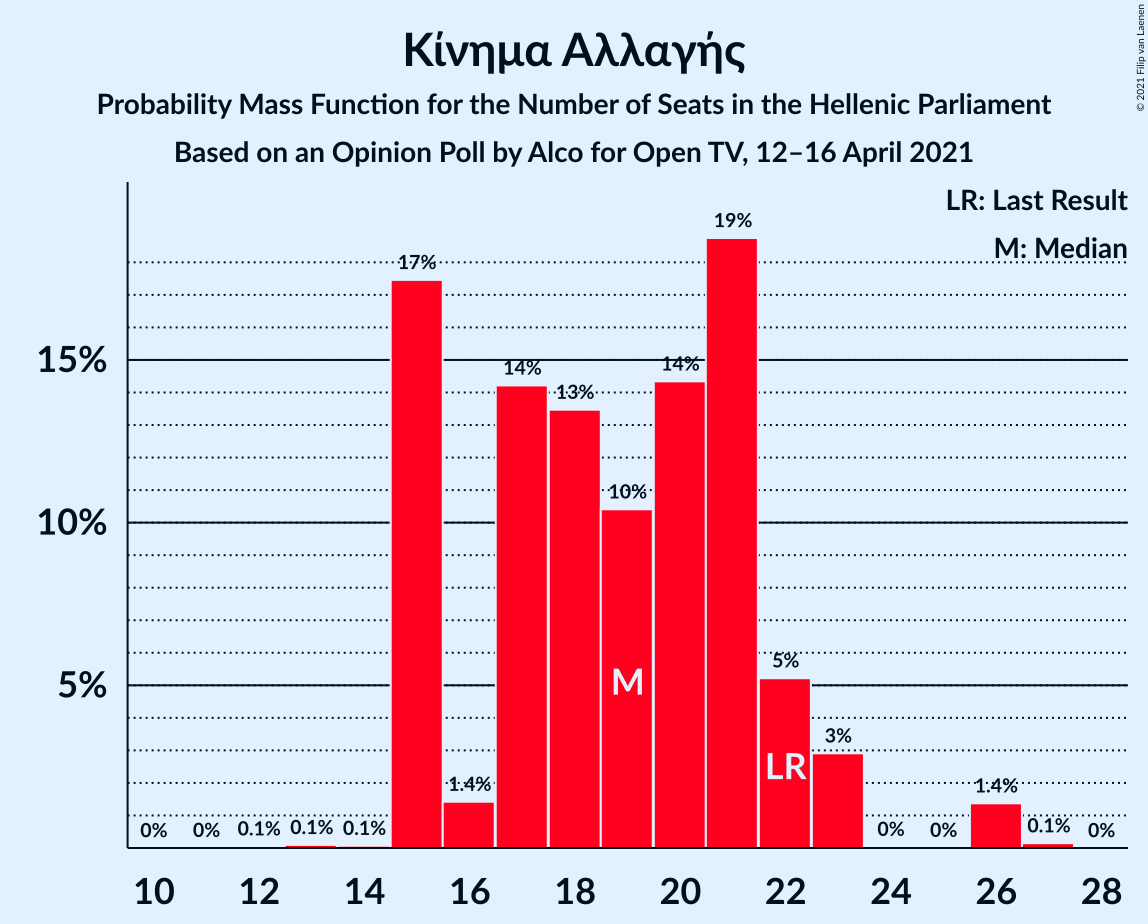 Κίνημα Αλλαγής
Probability Mass Function for the Number of Seats in the Hellenic Parliament
Based on an Opinion Poll by Alco for Open TV, 12–16 April 2021
© 2021 Filip van Laenen
LR: Last Result
M: Median
19%
17%
15%
14%
14%
13%
10%
10%
5%
5%
M
3%
LR
1.4%
1.4%
0%
0%
0.1%
0.1%
0.1%
0%
0%
0.1%
0%
10 12 14 16 18 20 22 24 26 28